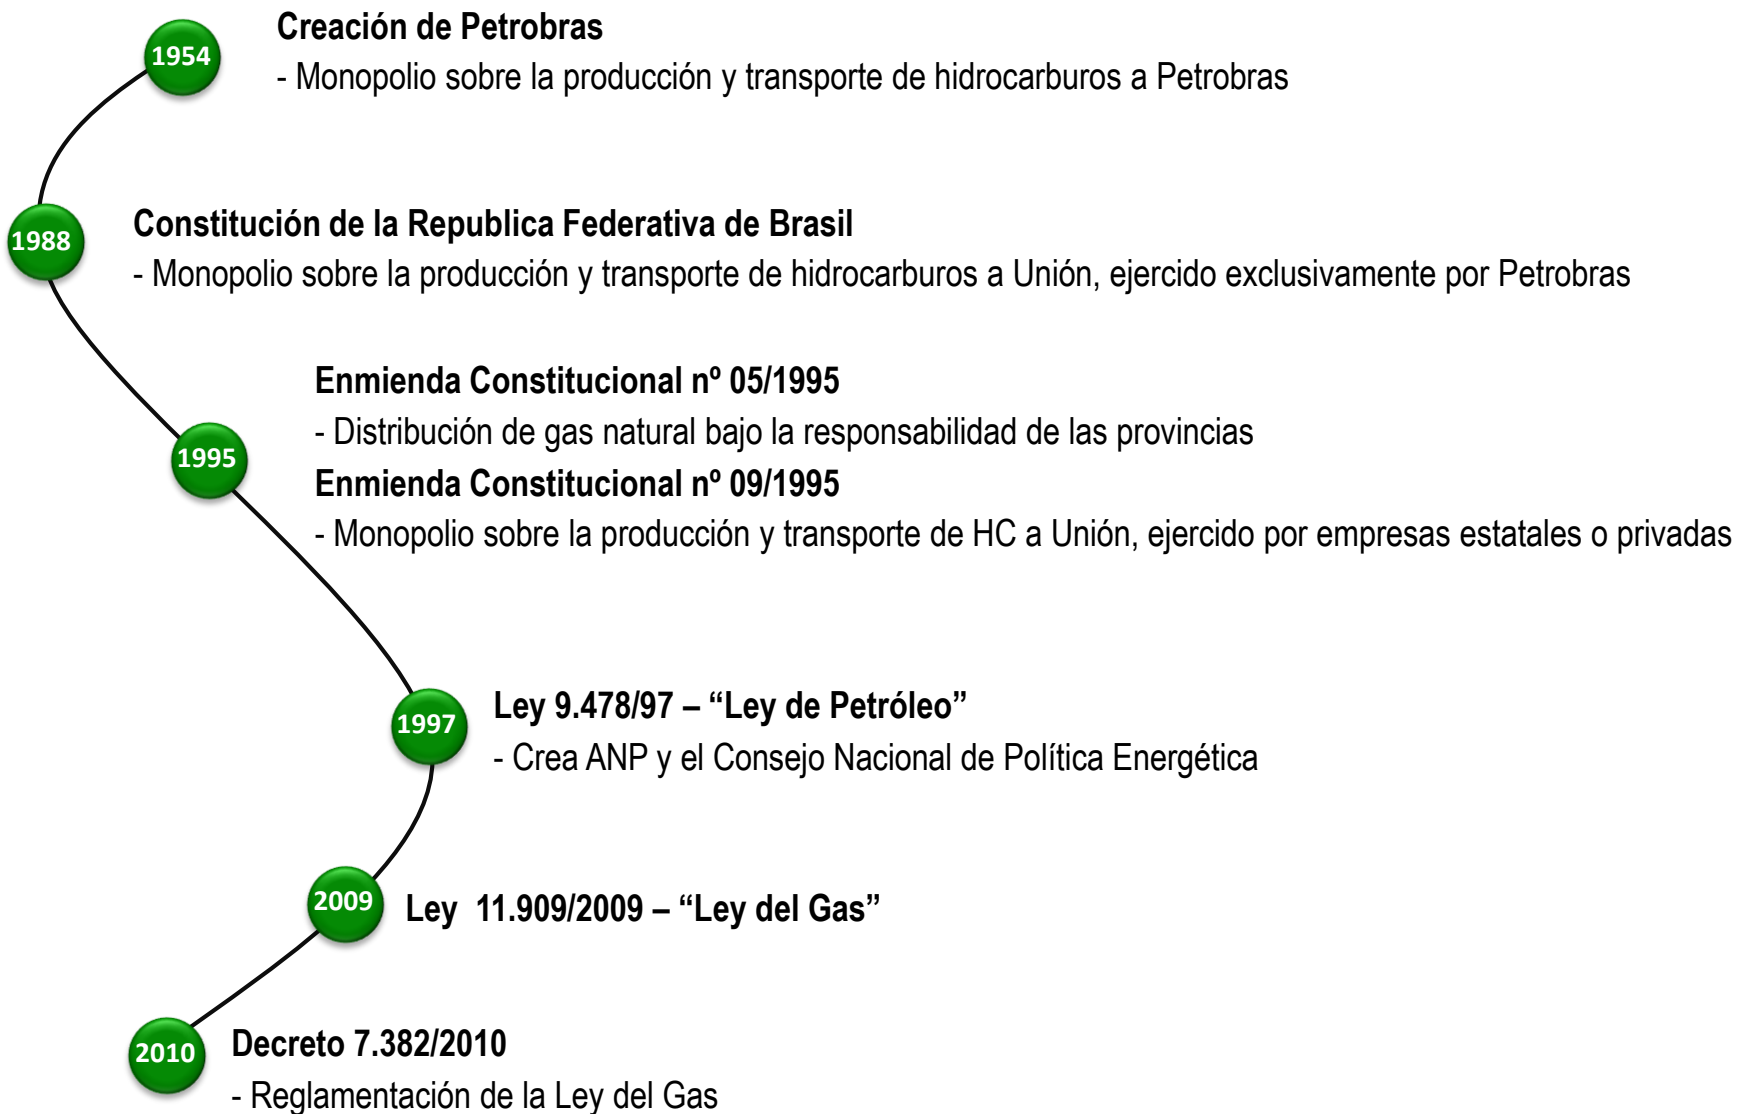 1954
Creación de Petrobras
- Monopolio sobre la producción y transporte de hidrocarburos a Petrobras
1988
Constitución de la Republica Federativa de Brasil
- Monopolio sobre la producción y transporte de hidrocarburos a Unión, ejercido exclusivamente por Petrobras
1995
Enmienda Constitucional nº 05/1995
- Distribución de gas natural bajo la responsabilidad de las provincias
Enmienda Constitucional nº 09/1995
- Monopolio sobre la producción y transporte de HC a Unión, ejercido por empresas estatales o privadas
1997
Ley 9.478/97 – “Ley de Petróleo”
- Crea ANP y el Consejo Nacional de Política Energética
2009
Ley  11.909/2009 – “Ley del Gas”
2010
Decreto 7.382/2010
- Reglamentación de la Ley del Gas